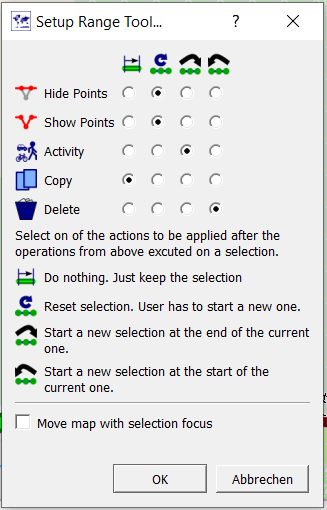 Setup Range Tool...
Hide Points
Show Points
Activity
Copy
Delete
Select on of the actions to be applied after the
operations from above excuted on a selection.
Do nothing. Just keep the selection
Reset selection. User has to start a new one.
Start a new selection at the end of the current
one.
Start a new selection at the start of the
current one.
Move map with selection focus
OK
Abbrechen